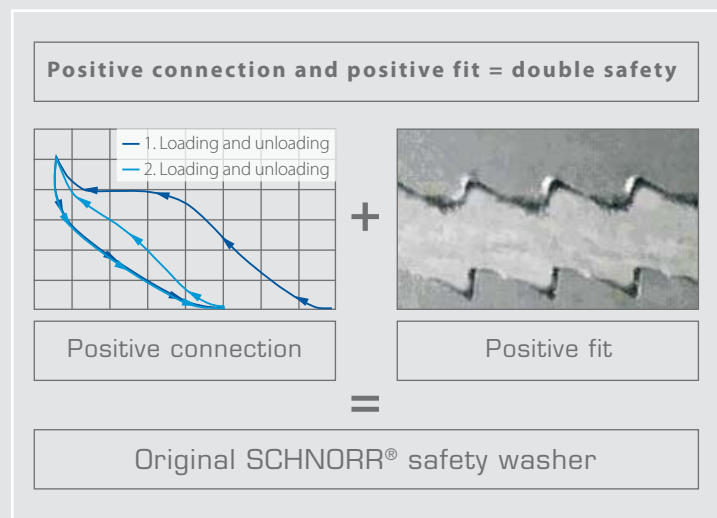 Positive connection and positive fit = double safety
1. Loading and unloading
2. Loading and unloading
+
Positive connection
Positive fit
=
Original SCHNORR® safety washer